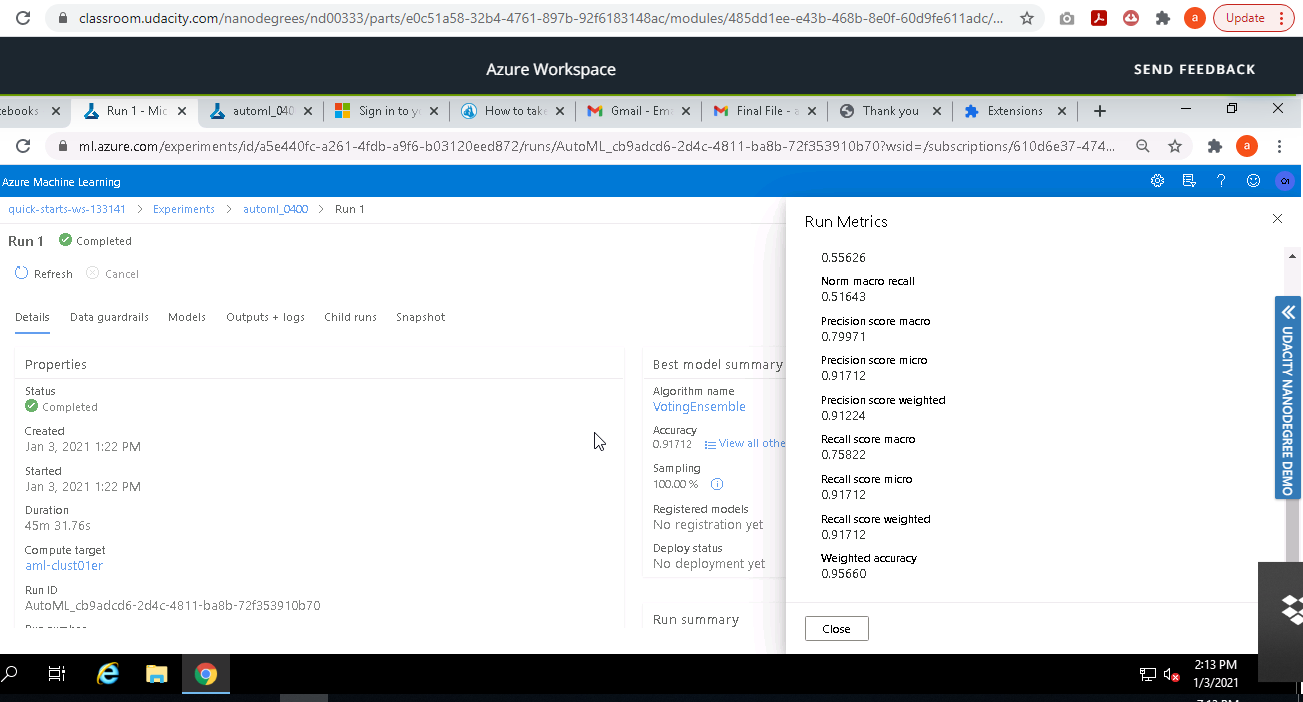 classroom.udacity.com/nanodegrees/nd00333/parts/e0c51a58-32b4-4761-897b-92f6183148ac/modules/485dd1ee-e43b-468b-8e0f-60d9fe611adc/...
a
Update
Azure Workspace
SEND FEEDBACK
tebooks
Run 1 - Mic
automl_040
Sign in to y
How to take
Gmail - Ema
Final File - a
Thank you
Extensions
ml.azure.com/experiments/id/a5e440fc-a261-4fdb-a9f6-b03120eed872/runs/AutoML_cb9adcd6-2d4c-4811-ba8b-72f353910b70?wsid=/subscriptions/610d6e37-474...
a
Azure Machine Learning
quick-starts-ws-133141 > Experiments > automl_0400 > Run 1
Run 1 Completed
Refresh Cancel
Details Data guardrails Models Outputs + logs Child runs Snapshot
Properties
Status
Completed
Created
Jan 3, 2021 1:22 PM
Started
Jan 3, 2021 1:22 PM
Duration
45m 31.76s
Compute target
aml-clust01er
Run ID
AutoML_cb9adcd6-2d4c-4811-ba8b-72f353910b70
Best model summary
Algorithm name
VotingEnsemble
Accuracy
0.91712 View all othe
Sampling
100.00 %
Registered models
No registration yet
Deploy status
No deployment yet
Run summary
Run Metrics
0.55626
Norm macro recall
0.51643
Precision score macro
0.79971
Precision score micro
0.91712
Precision score weighted
0.91224
Recall score macro
0.75822
Recall score micro
0.91712
Recall score weighted
0.91712
Weighted accuracy
0.95660
Close
UDACITY NANODEGREE DEMO
2:13 PM
1/3/2021